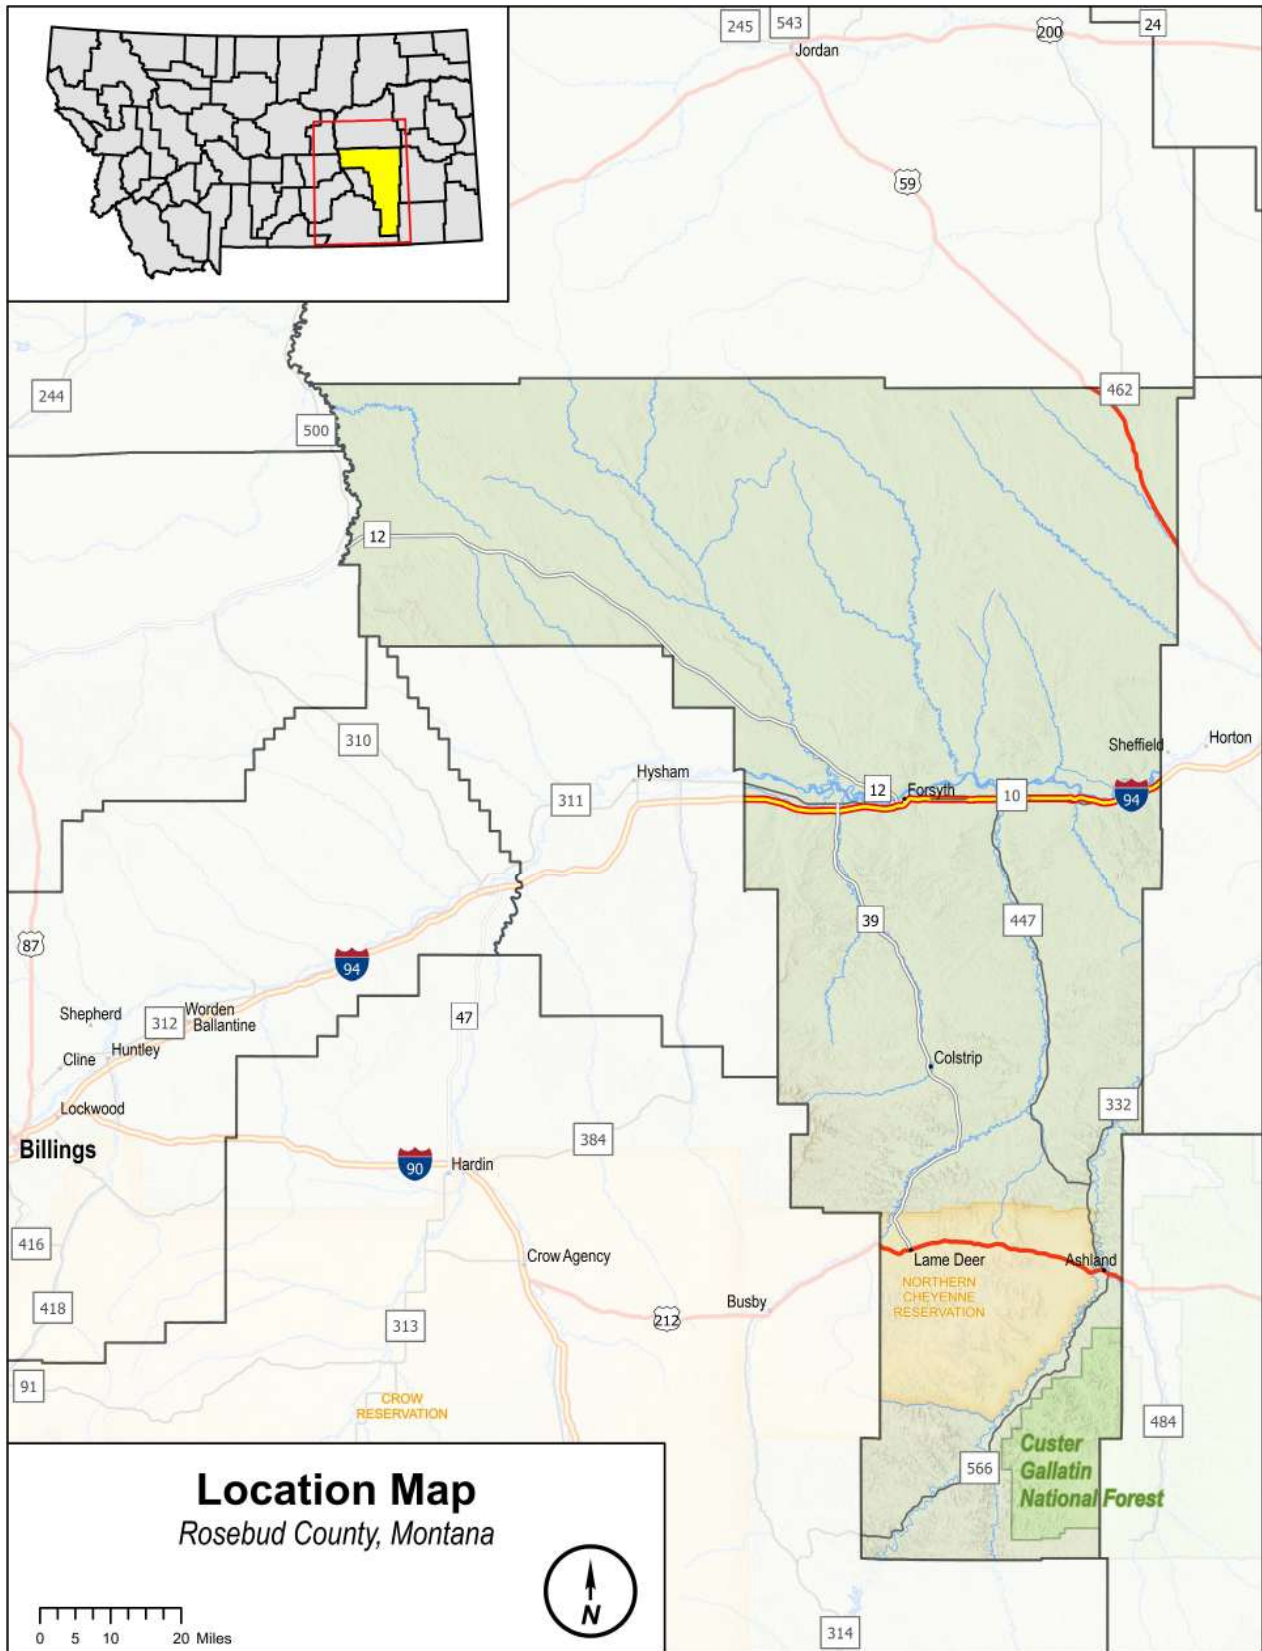 245
543
Jordan
200
24
59
244
500
462
12
310
Sheffield
Horton
Hysham
311
12
Forsyth
10
94
87
39
447
94
Shepherd
312
Worden
Ballantine
47
Cline
Huntley
Colstrip
Lockwood
332
Billings
384
90
Hardin
416
Crow Agency
Lame Deer
Ashland
NORTHERN
CHEYENNE
RESERVATION
418
Busby
212
313
91
CROW
RESERVATION
484
Custer
Gallatin
National Forest
566
Location Map
Rosebud County, Montana
N
0 5 10 20 Miles
314